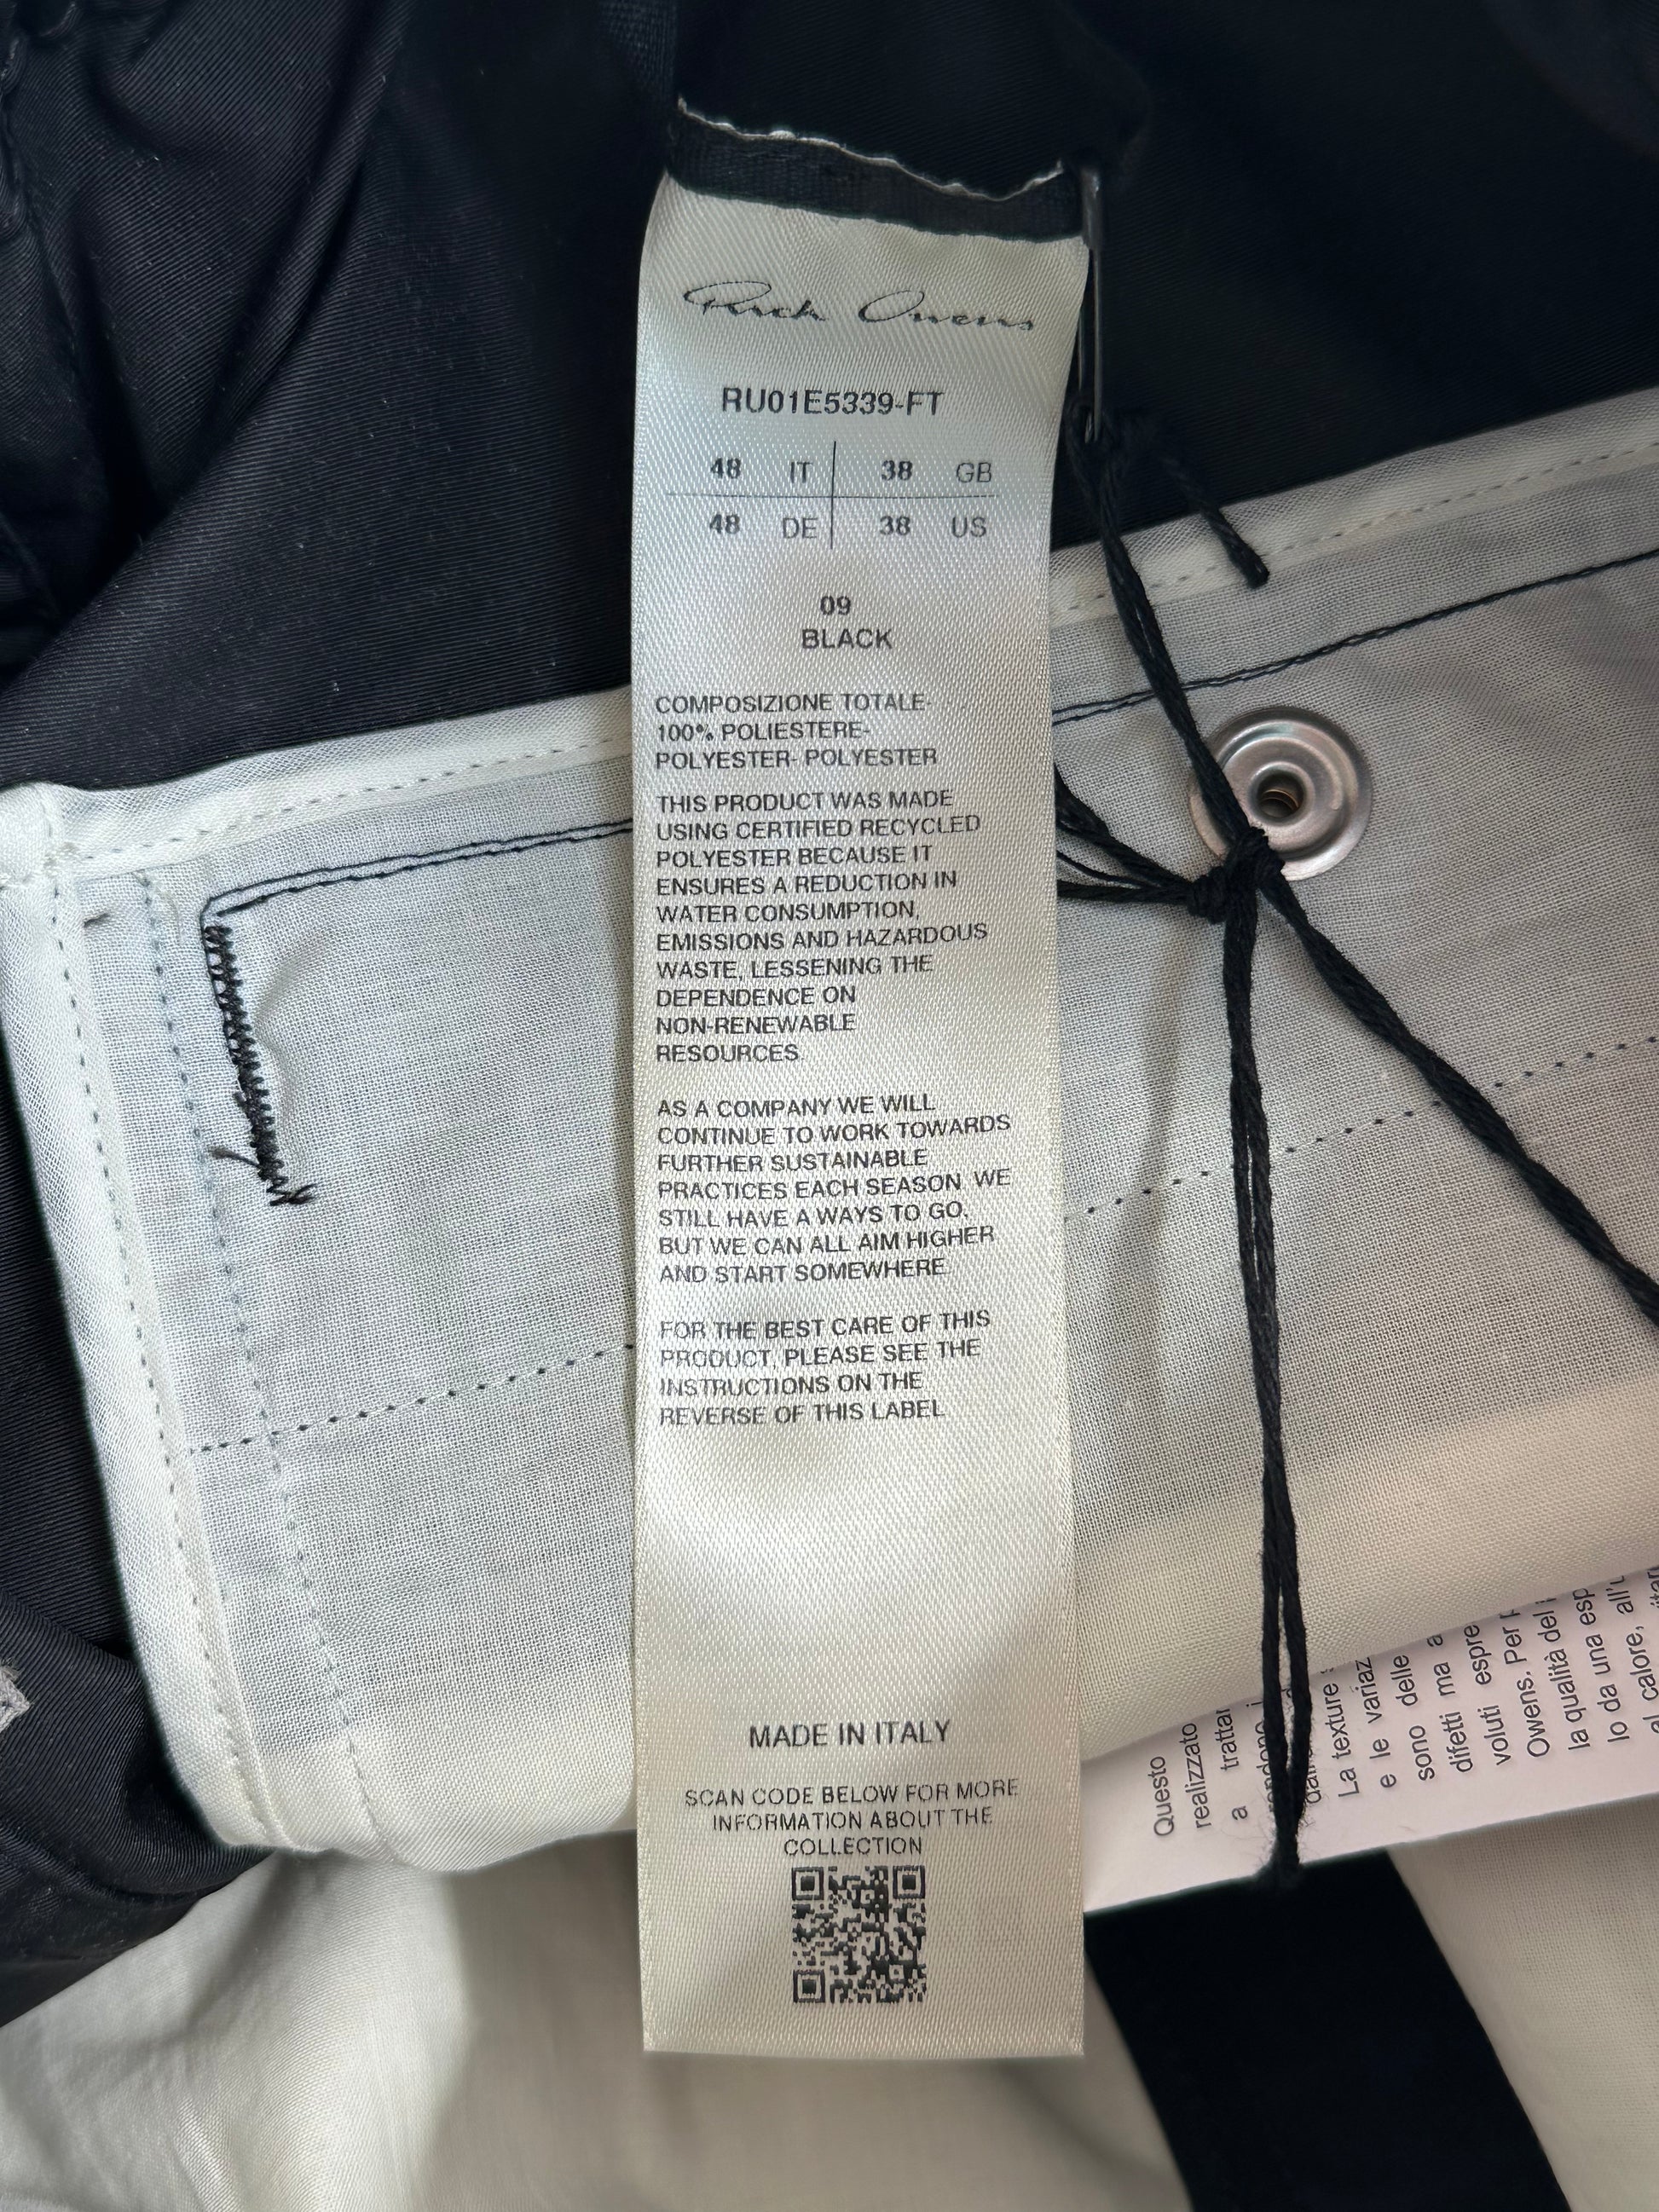 Rick Owens
RU01E5339-FT
48 IT 38 GB
48 DE 38 US
09
BLACK
COMPOSIZIONE TOTALE-
100% POLIESTERE-
POLYESTER- POLYESTER
THIS PRODUCT WAS MADE
USING CERTIFIED RECYCLED
POLYESTER BECAUSE IT
ENSURES A REDUCTION IN
WATER CONSUMPTION,
EMISSIONS AND HAZARDOUS
WASTE, LESSENING THE
DEPENDENCE ON
NON-RENEWABLE
RESOURCES.
AS A COMPANY WE WILL
CONTINUE TO WORK TOWARDS
FURTHER SUSTAINABLE
PRACTICES EACH SEASON. WE
STILL HAVE A WAYS TO GO,
BUT WE CAN ALL AIM HIGHER
AND START SOMEWHERE.
FOR THE BEST CARE OF THIS
PRODUCT, PLEASE SEE THE
INSTRUCTIONS ON THE
REVERSE OF THIS LABEL
MADE IN ITALY
SCAN CODE BELOW FOR MORE
INFORMATION ABOUT THE
COLLECTION
Questo
realizzato
a trattar
La texture
e le variaz
sono delle
difetti ma a
voluti espre
Owens. Per
la qualità del
lo da una esp
al calore,